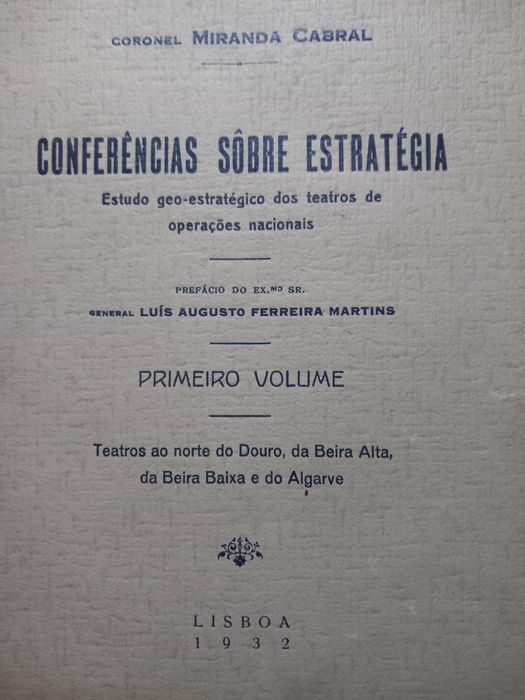 CORONEL MIRANDA CABRAL
CONFERÊNCIAS SÔBRE ESTRATÉGIA
Estudo geo-estratégico dos teatros de
operações nacionais
PREFÁCIO DO EX.MO SR.
GENERAL LUÍS AUGUSTO FERREIRA MARTINS
PRIMEIRO VOLUME
Teatros ao norte do Douro, da Beira Alta,
da Beira Baixa e do Algarve
LISBOA
1932